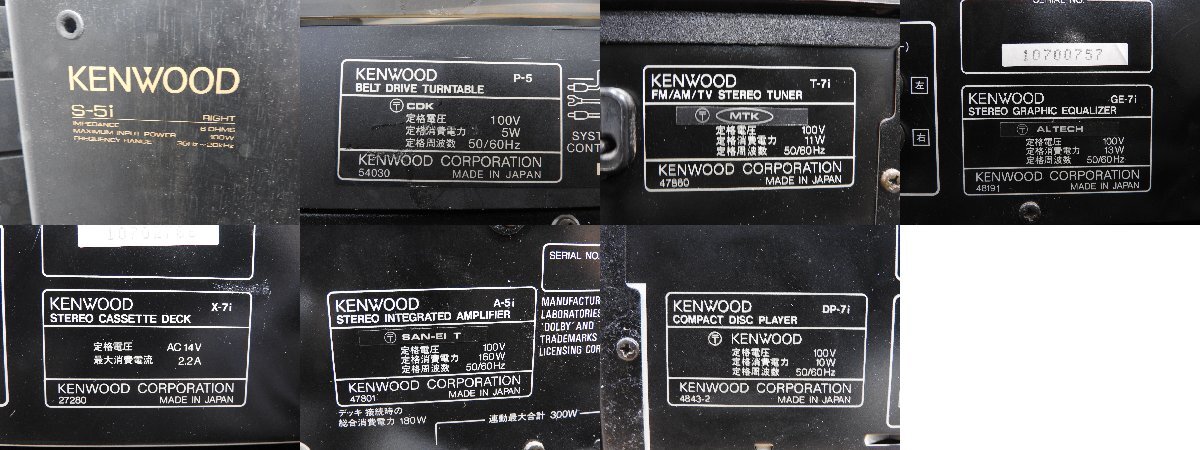 KENWOOD
S-5i
RIGHT
IMPEDANCE 6 OHMS
MAXIMUM INPUT POWER 100W
FREQUENCY RANGE
KENWOOD P-5
BELT DRIVE TURNTABLE
Ⓣ CDK
定格電圧 100V
定格消費電力 5W
定格周波数 50/60Hz
KENWOOD CORPORATION
54030 MADE IN JAPAN
SYST
CONT
KENWOOD T-7i
FM/AM/TV STEREO TUNER
Ⓣ MTK
定格電圧 100V
定格消費電力 11W
定格周波数 50/60Hz
KENWOOD CORPORATION
47860 MADE IN JAPAN
SERIAL NO.
10700757
左
右
KENWOOD GE-7i
STEREO GRAPHIC EQUALIZER
Ⓣ ALTECH
定格電圧 100V
定格消費電力 13W
定格周波数 50/60Hz
KENWOOD CORPORATION
48191 MADE IN JAPAN
KENWOOD X-7i
STEREO CASSETTE DECK
定格電圧 AC 14V
最大消費電流 2.2A
KENWOOD CORPORATION
27280 MADE IN JAPAN
KENWOOD A-5i
STEREO INTEGRATED AMPLIFIER
Ⓣ SAN-EI T
定格電圧 100V
定格消費電力 160W
定格周波数 50/60Hz
KENWOOD CORPORATION
47801 MADE IN JAPAN
デッキ接続時の
総合消費電力 180W
連動最大合計 300W
SERIAL NO.
MANUFACTUR
LABORATORIES
'DOLBY' AND
TRADEMARKS
LICENSING COR
KENWOOD DP-7i
COMPACT DISC PLAYER
Ⓣ KENWOOD
定格電圧 100V
定格消費電力 10W
定格周波数 50/60Hz
KENWOOD CORPORATION
4843-2 MADE IN JAPAN